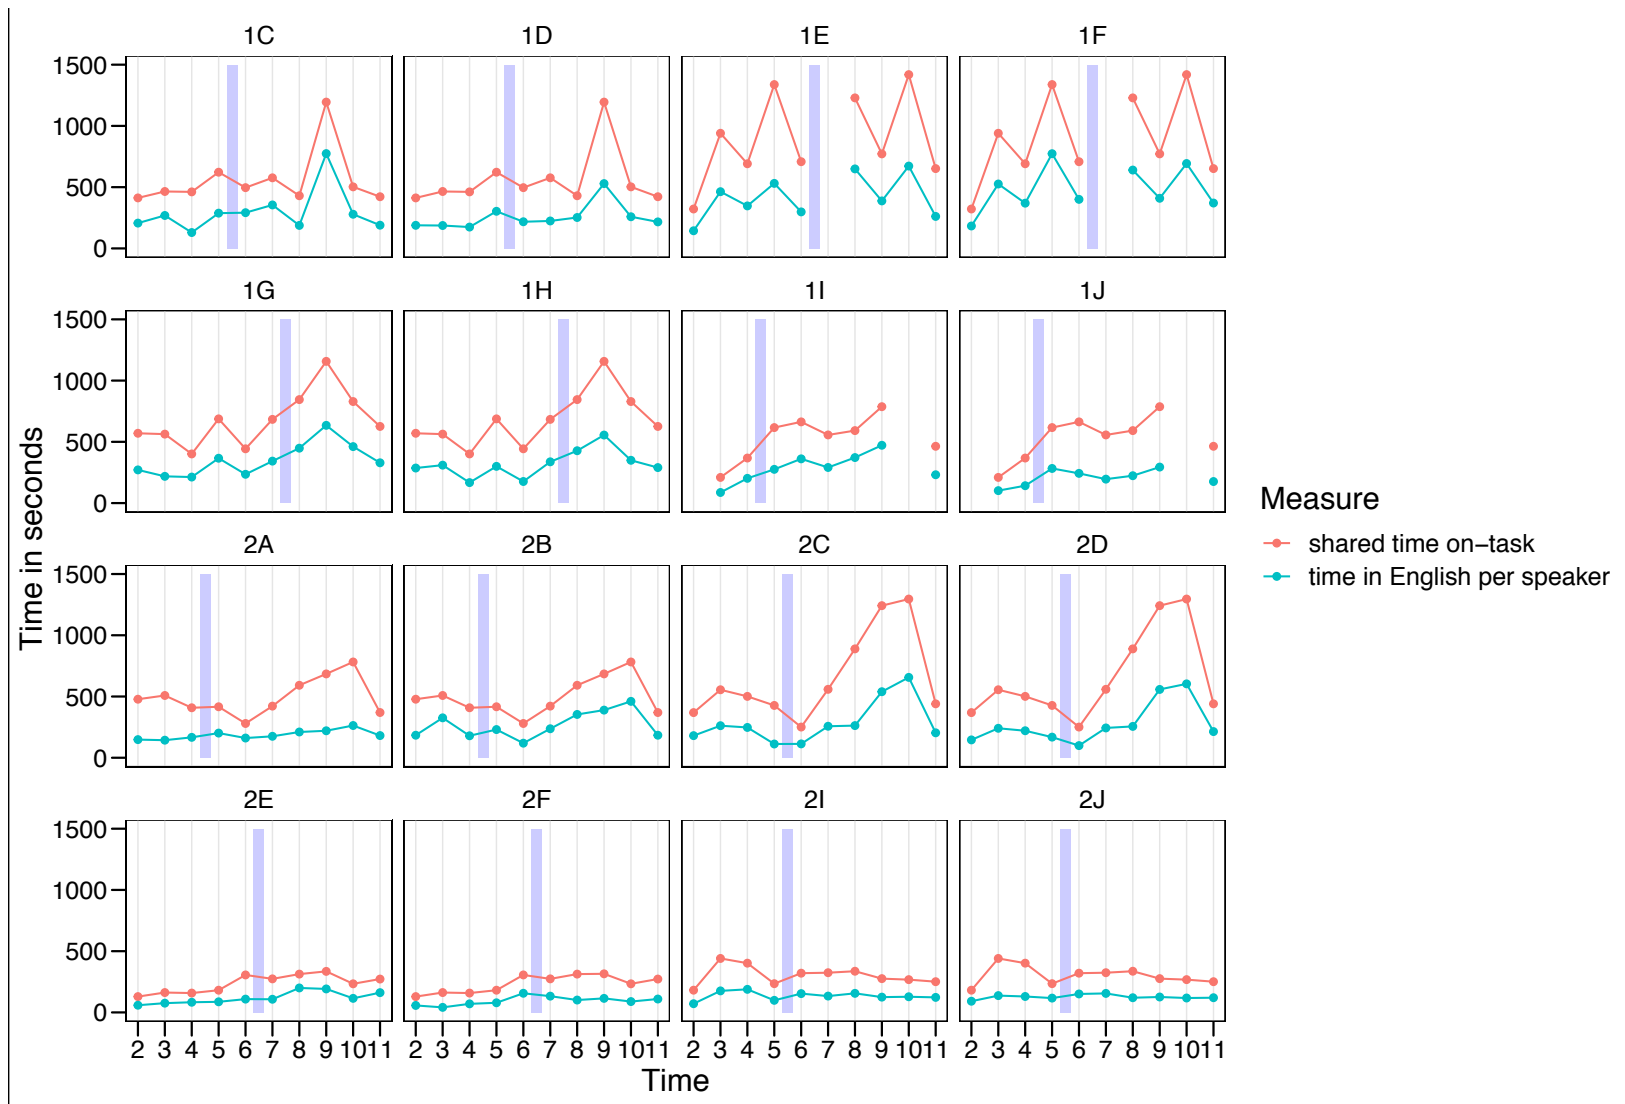 1C 1D 1E 1F
1500
1000
500
0
1G 1H 1I 1J
1500
1000
500
0
2A 2B 2C 2D
1500
1000
500
0
2E 2F 2I 2J
1500
1000
500
0
2 3 4 5 6 7 8 9 10 11 2 3 4 5 6 7 8 9 10 11 2 3 4 5 6 7 8 9 10 11 2 3 4 5 6 7 8 9 10 11
Time
Time in seconds
Measure
shared time on-task
time in English per speaker